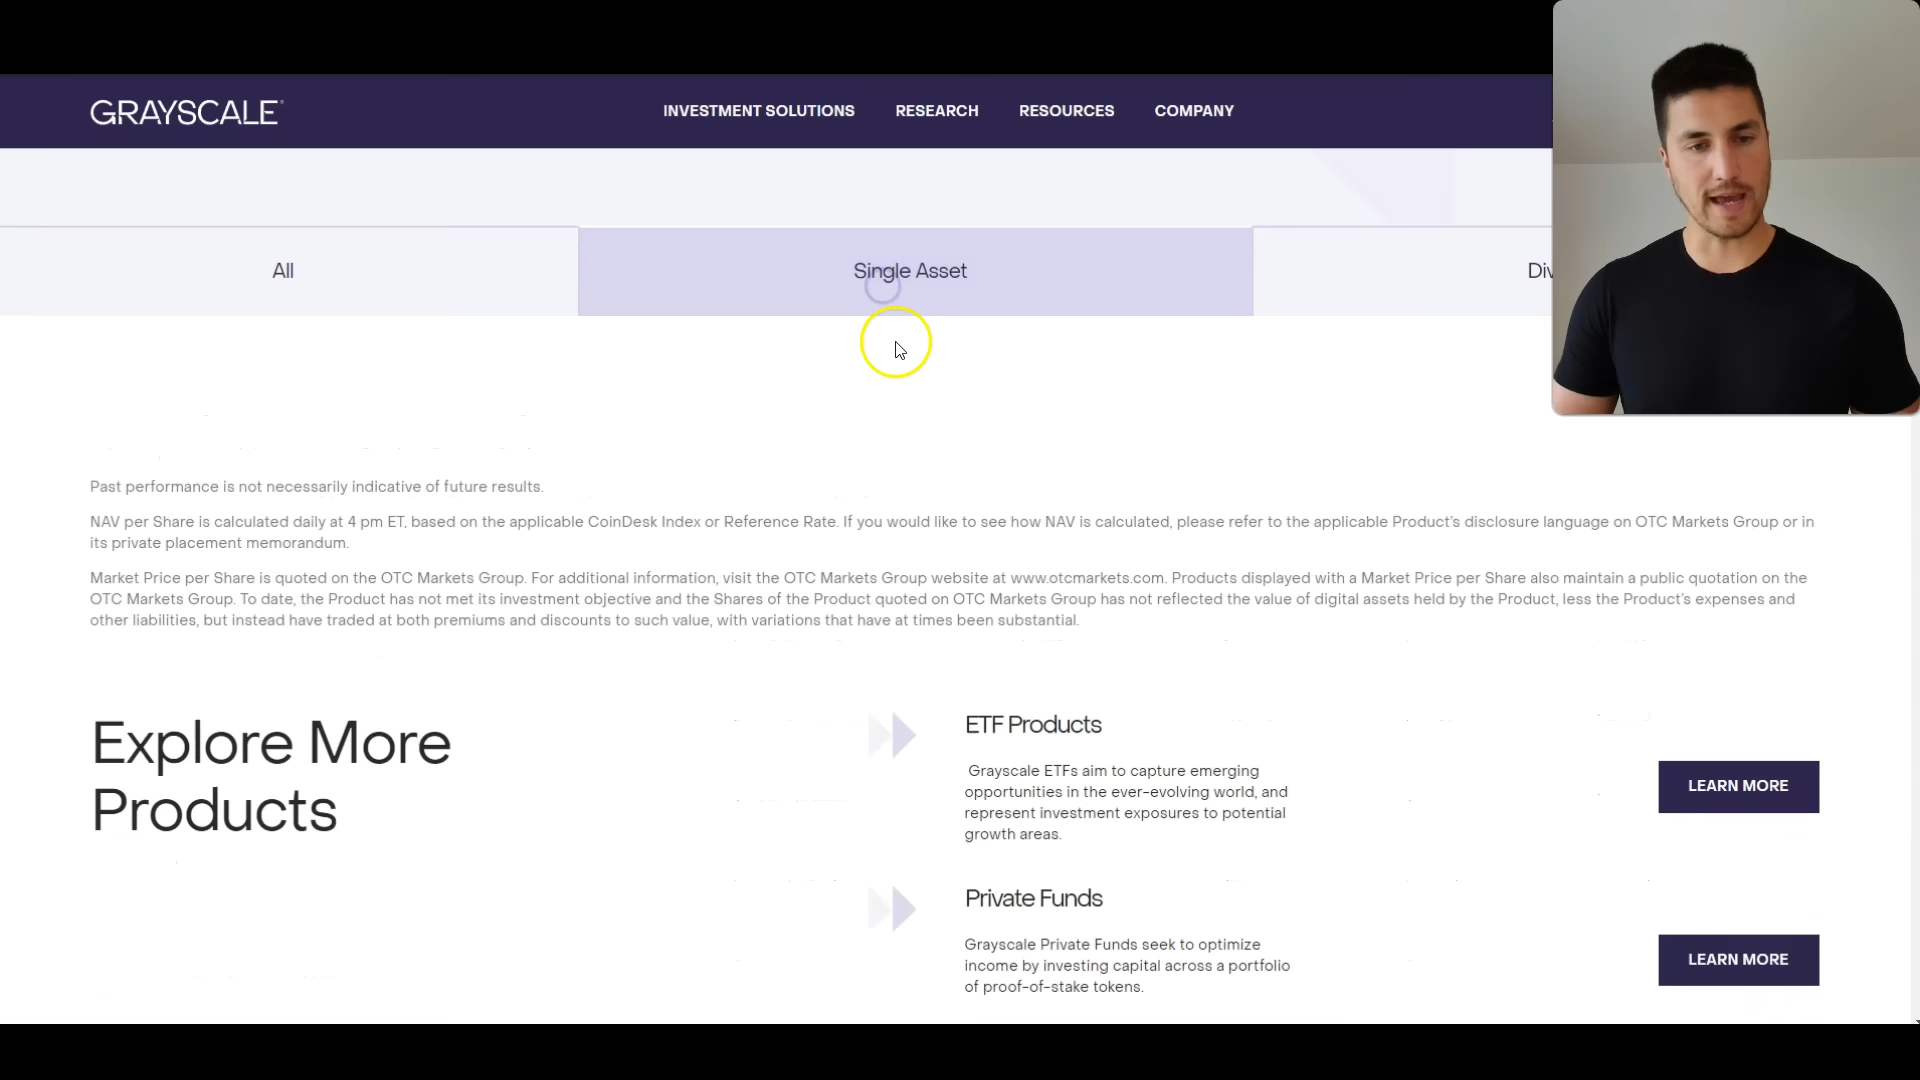 GRAYSCALE
INVESTMENT SOLUTIONS
RESEARCH
RESOURCES
COMPANY
All
Single Asset
Div
Past performance is not necessarily indicative of future results.
NAV per Share is calculated daily at 4 pm ET, based on the applicable CoinDesk Index or Reference Rate. If you would like to see how NAV is calculated, please refer to the applicable Product's disclosure language on OTC Markets Group or in
its private placement memorandum.
Market Price per Share is quoted on the OTC Markets Group. For additional information, visit the OTC Markets Group website at www.otcmarkets.com. Products displayed with a Market Price per Share also maintain a public quotation on the
OTC Markets Group. To date, the Product has not met its investment objective and the Shares of the Product quoted on OTC Markets Group has not reflected the value of digital assets held by the Product, less the Product's expenses and
other liabilities, but instead have traded at both premiums and discounts to such value, with variations that have at times been substantial.
Explore More
Products
ETF Products
Grayscale ETFs aim to capture emerging
opportunities in the ever-evolving world, and
represent investment exposures to potential
growth areas.
LEARN MORE
Private Funds
Grayscale Private Funds seek to optimize
income by investing capital across a portfolio
of proof-of-stake tokens.
LEARN MORE